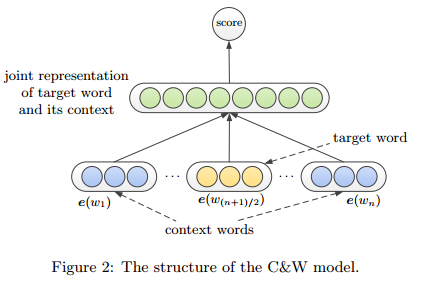 score
joint representation
of target word
and its context
target word
... ...
e(w₁) e(w₍ₙ₊₁₎/₂) e(wₙ)
context words
Figure 2: The structure of the C&W model.